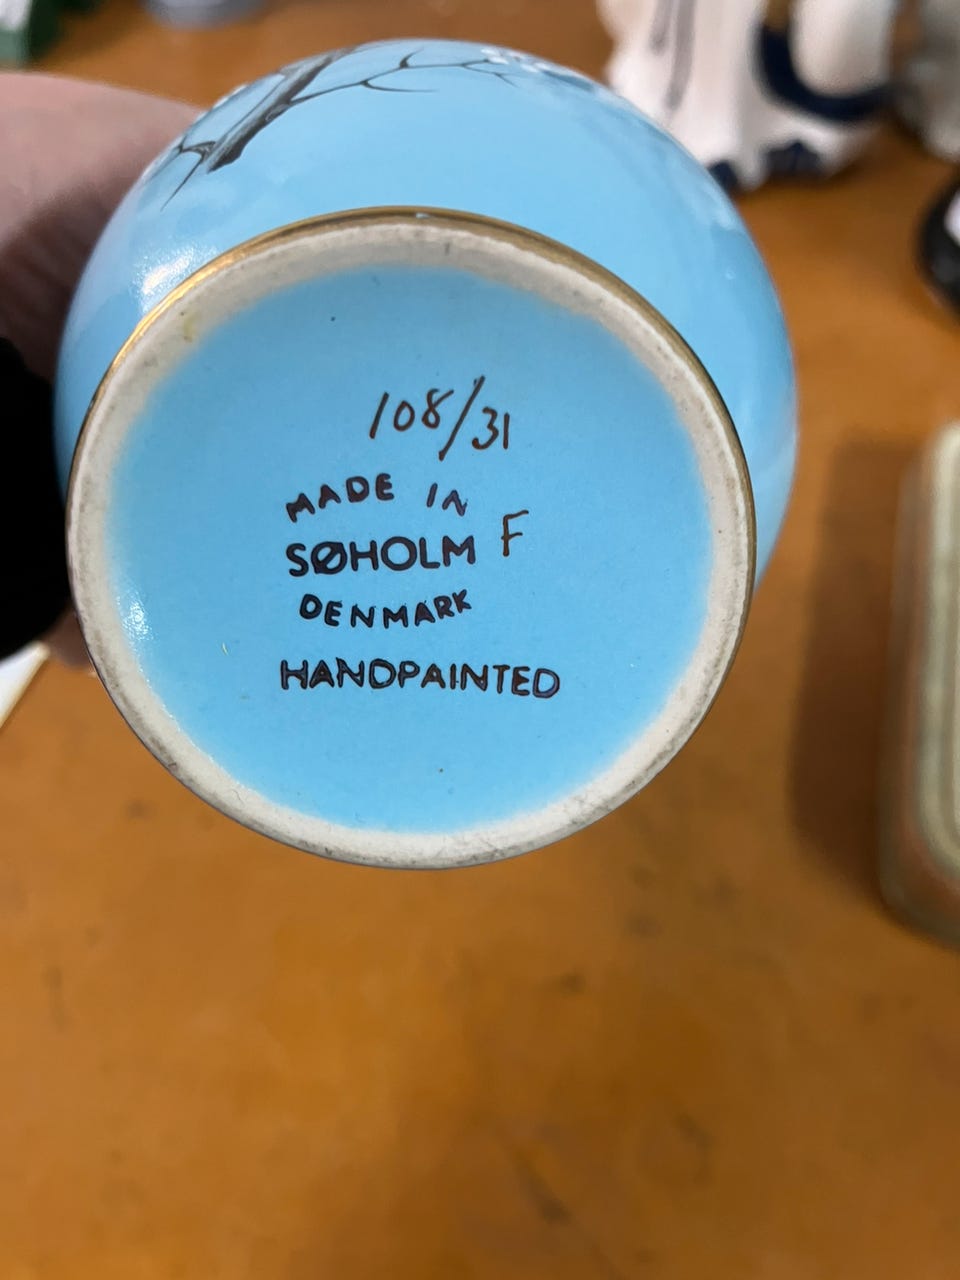 108/31
MADE IN
SØHOLM F
DENMARK
HANDPAINTED